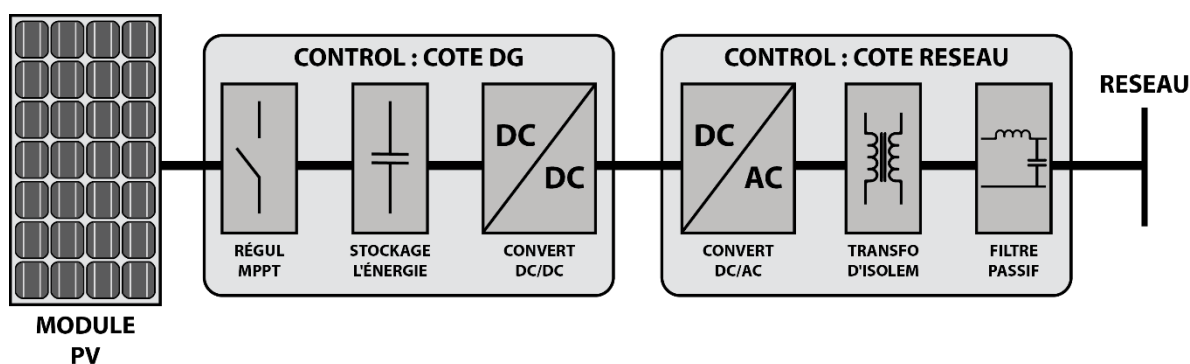 CONTROL : COTE DG
CONTROL : COTE RESEAU
RESEAU
DC
DC
DC
AC
RÉGUL
MPPT
STOCKAGE
L'ÉNERGIE
CONVERT
DC/DC
CONVERT
DC/AC
TRANSFO
D'ISOLEM
FILTRE
PASSIF
MODULE
PV